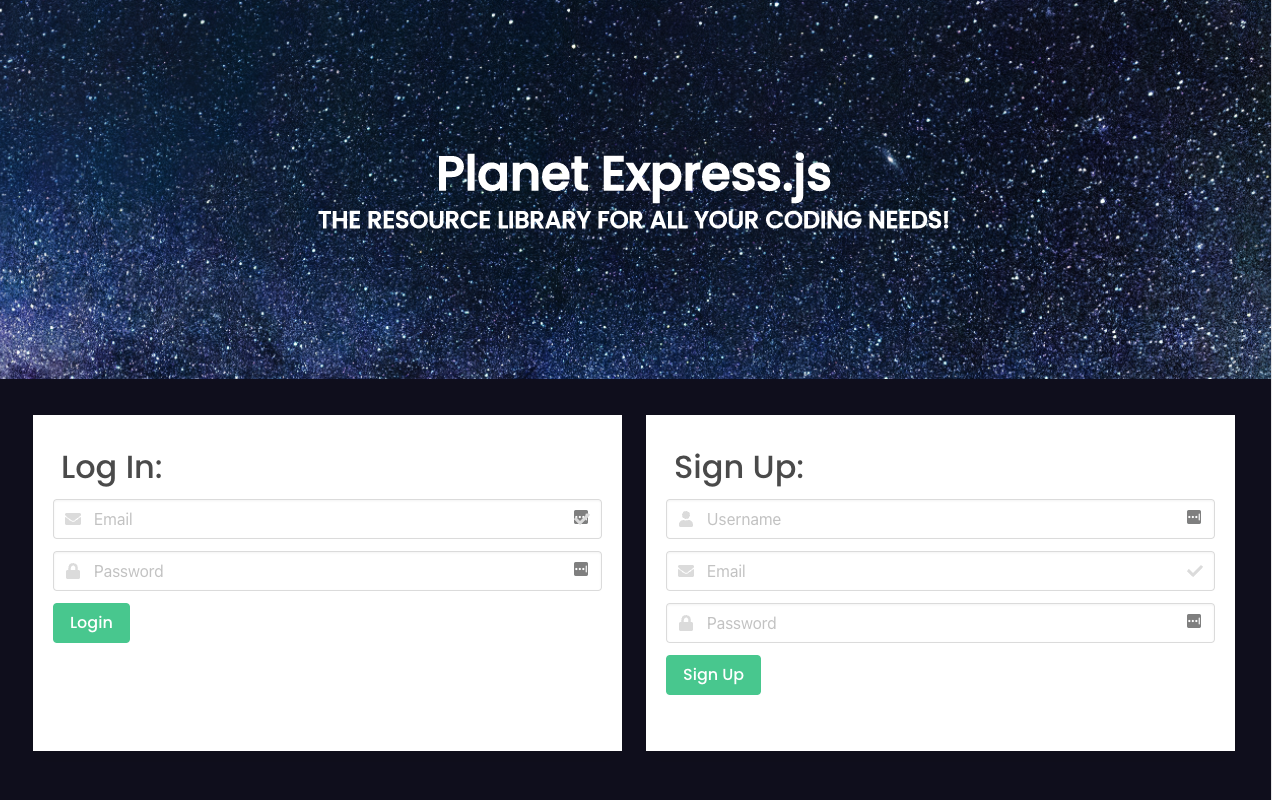 Planet Express.js
THE RESOURCE LIBRARY FOR ALL YOUR CODING NEEDS!
Log In:
Email
Password
Login
Sign Up:
Username
Email
Password
Sign Up